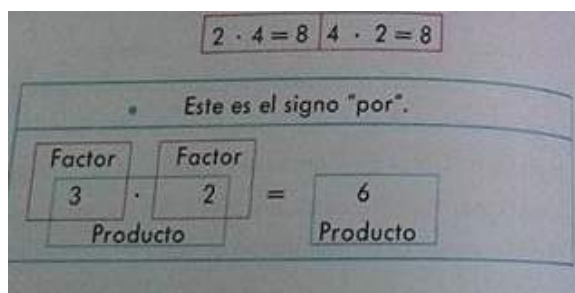 2 · 4 = 8 4 · 2 = 8
· Este es el signo "por".
Factor Factor
3 · 2 = 6
Producto Producto